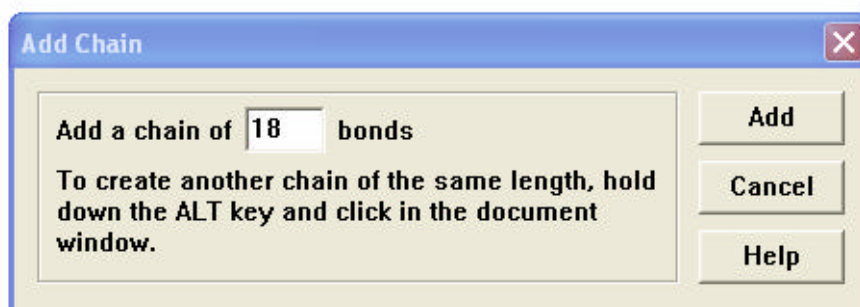 Add Chain
Add a chain of 18 bonds
To create another chain of the same length, hold
down the ALT key and click in the document
window.
Add
Cancel
Help